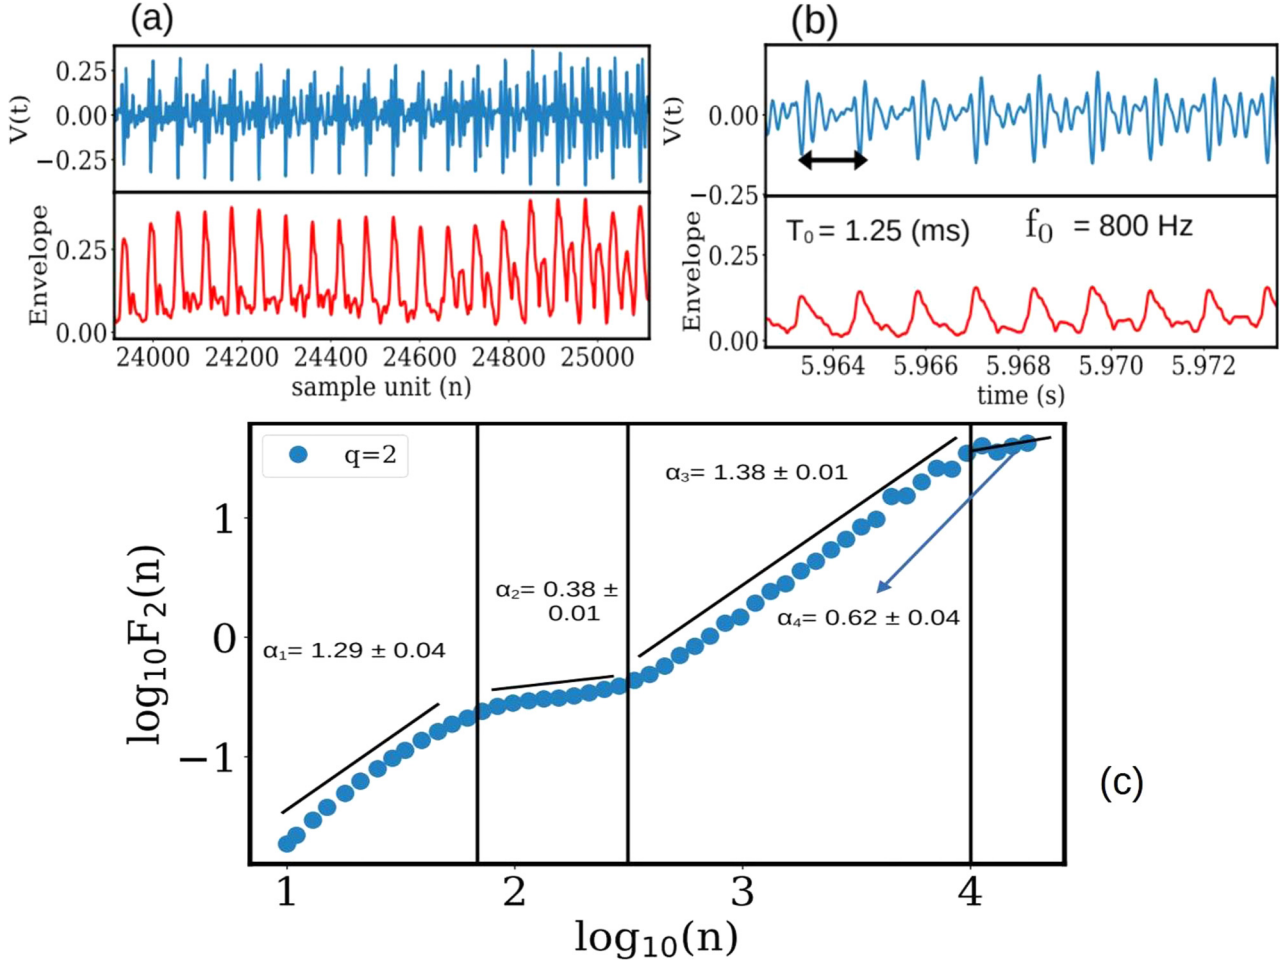 (a)
V(t)
0.25
0.00
−0.25
Envelope
0.25
0.00
24000 24200 24400 24600 24800 25000
sample unit (n)
(b)
V(t)
0.00
−0.25
Envelope
0.25
0.00
T₀ = 1.25 (ms) f₀ = 800 Hz
5.964 5.966 5.968 5.970 5.972
time (s)
log₁₀F₂(n)
1
0
−1
q=2
α₁= 1.29 ± 0.04
α₂= 0.38 ±
0.01
α₃= 1.38 ± 0.01
α₄= 0.62 ± 0.04
1 2 3 4
log₁₀(n)
(c)